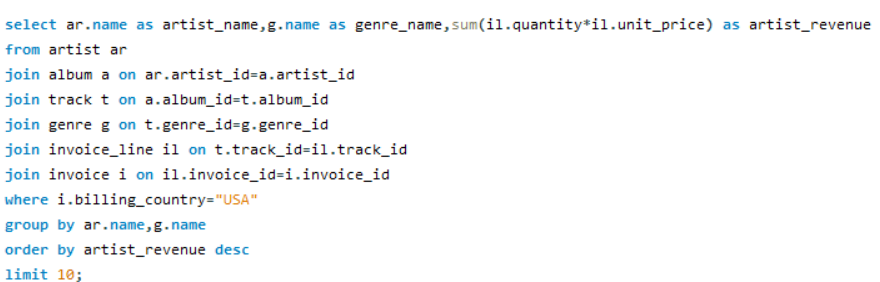 select ar.name as artist_name,g.name as genre_name,sum(il.quantity*il.unit_price) as artist_revenue
from artist ar
join album a on ar.artist_id=a.artist_id
join track t on a.album_id=t.album_id
join genre g on t.genre_id=g.genre_id
join invoice_line il on t.track_id=il.track_id
join invoice i on il.invoice_id=i.invoice_id
where i.billing_country="USA"
group by ar.name,g.name
order by artist_revenue desc
limit 10;